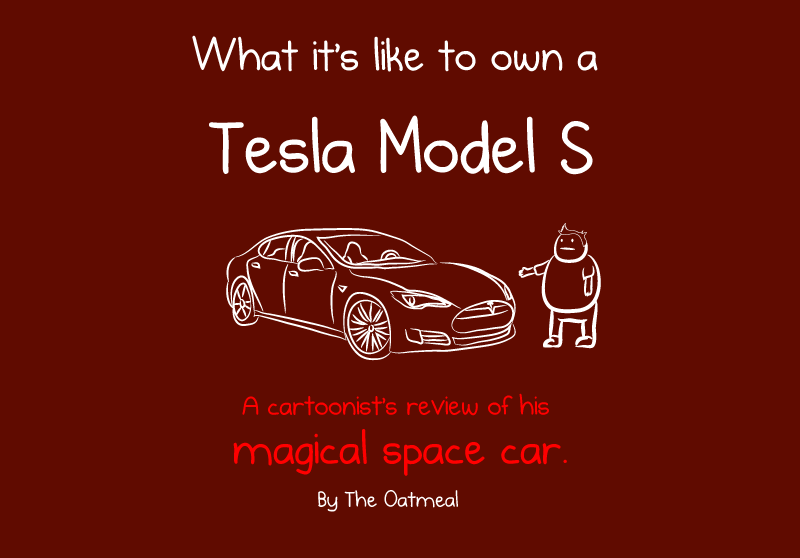 What it's like to own a
Tesla Model S
A cartoonist's review of his
magical space car.
By The Oatmeal